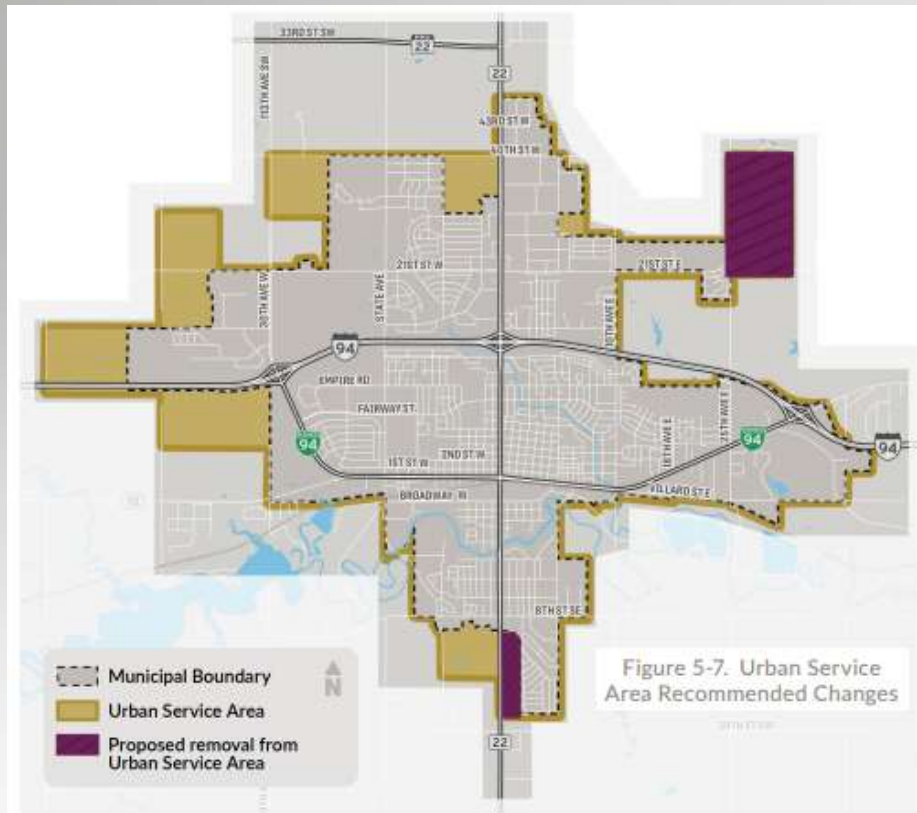 33RD ST SW
22
22
113TH AVE SW
43RD ST W
40TH ST W
21ST ST W
21ST ST E
30TH AVE W
STATE AVE
10TH AVE E
94
EMPIRE RD
FAIRWAY ST
94
2ND ST W
1ST ST W
18TH AVE E
25TH AVE E
94
94
BROADWAY
VILLARD ST E
8TH ST SE
22
Municipal Boundary
N
Urban Service Area
Proposed removal from
Urban Service Area
Figure 5-7. Urban Service
Area Recommended Changes